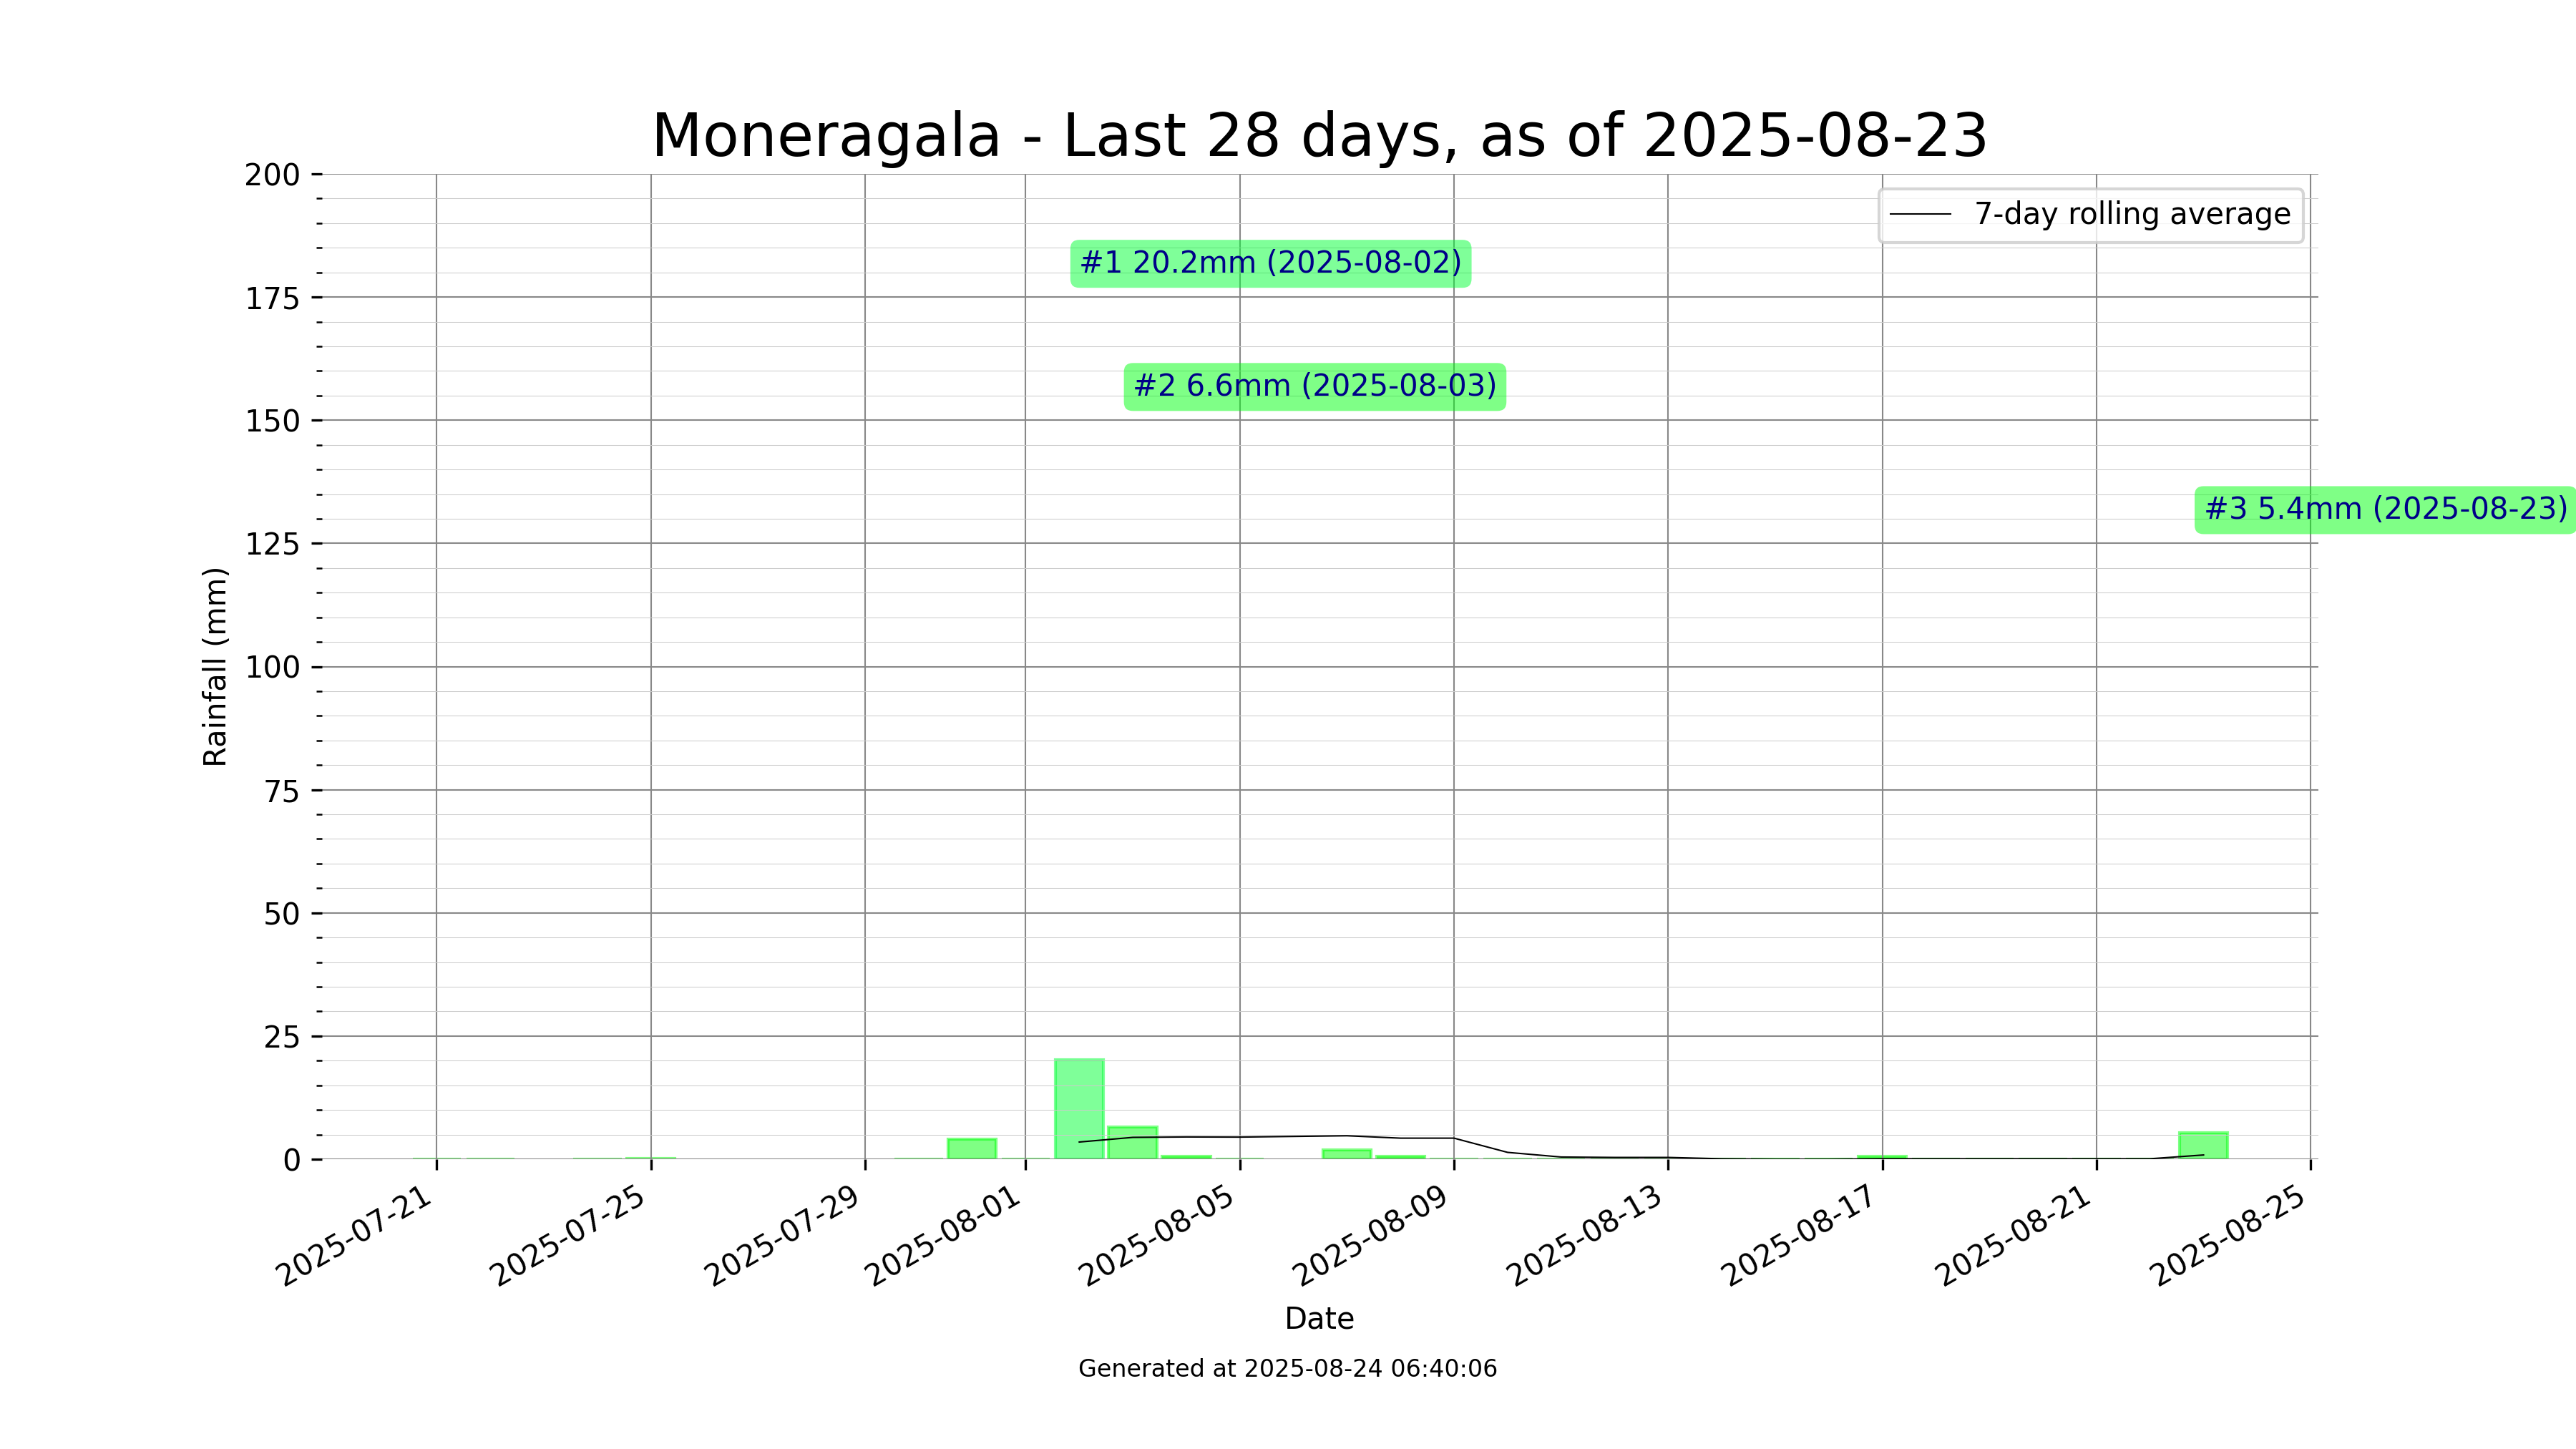 Moneragala - Last 28 days, as of 2025-08-23
7-day rolling average
#1 20.2mm (2025-08-02)
#2 6.6mm (2025-08-03)
#3 5.4mm (2025-08-23)
Rainfall (mm)
200
175
150
125
100
75
50
25
0
2025-07-21
2025-07-25
2025-07-29
2025-08-01
2025-08-05
2025-08-09
2025-08-13
2025-08-17
2025-08-21
2025-08-25
Date
Generated at 2025-08-24 06:40:06